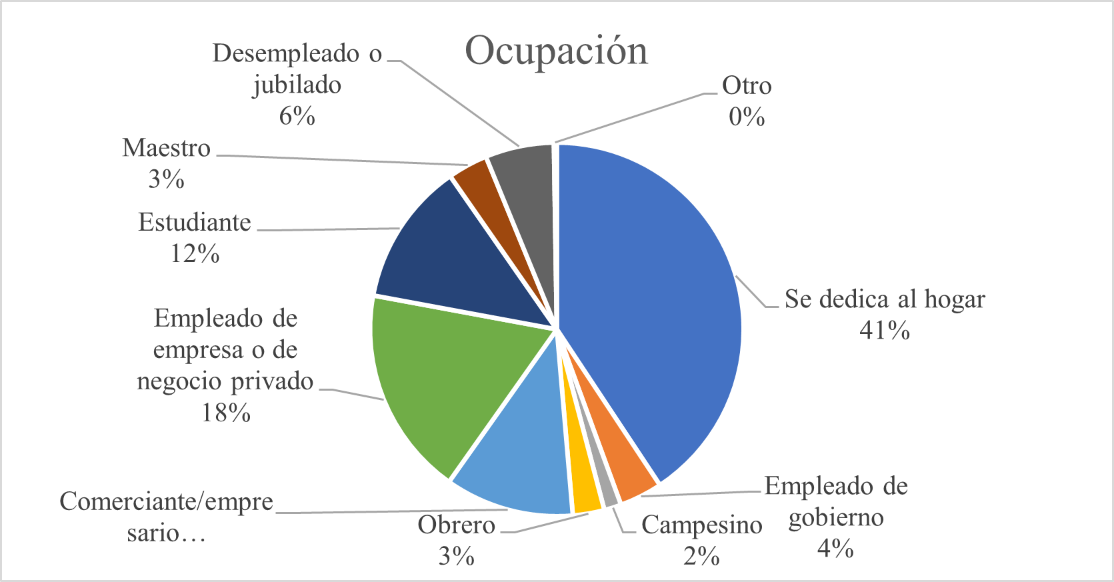 Ocupación
Desempleado o
jubilado
6%
Otro
0%
Maestro
3%
Estudiante
12%
Se dedica al hogar
41%
Empleado de
empresa o de
negocio privado
18%
Comerciante/empre
sario…
Obrero
3%
Campesino
2%
Empleado de
gobierno
4%